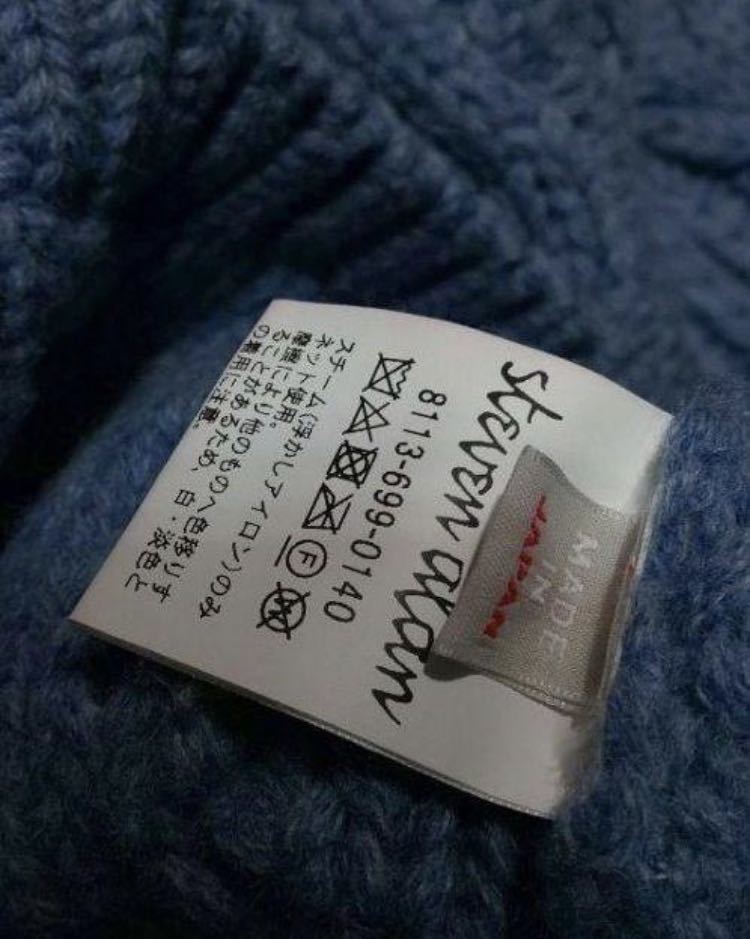 steven alan
8113-699-0140
F
スチーム(浮かしアイロン)のみ
ネット使用。
摩擦により、他のものへ色移りす
ることがあるため、白・淡色と
の着用に注意。
MADE
IN
JAPAN